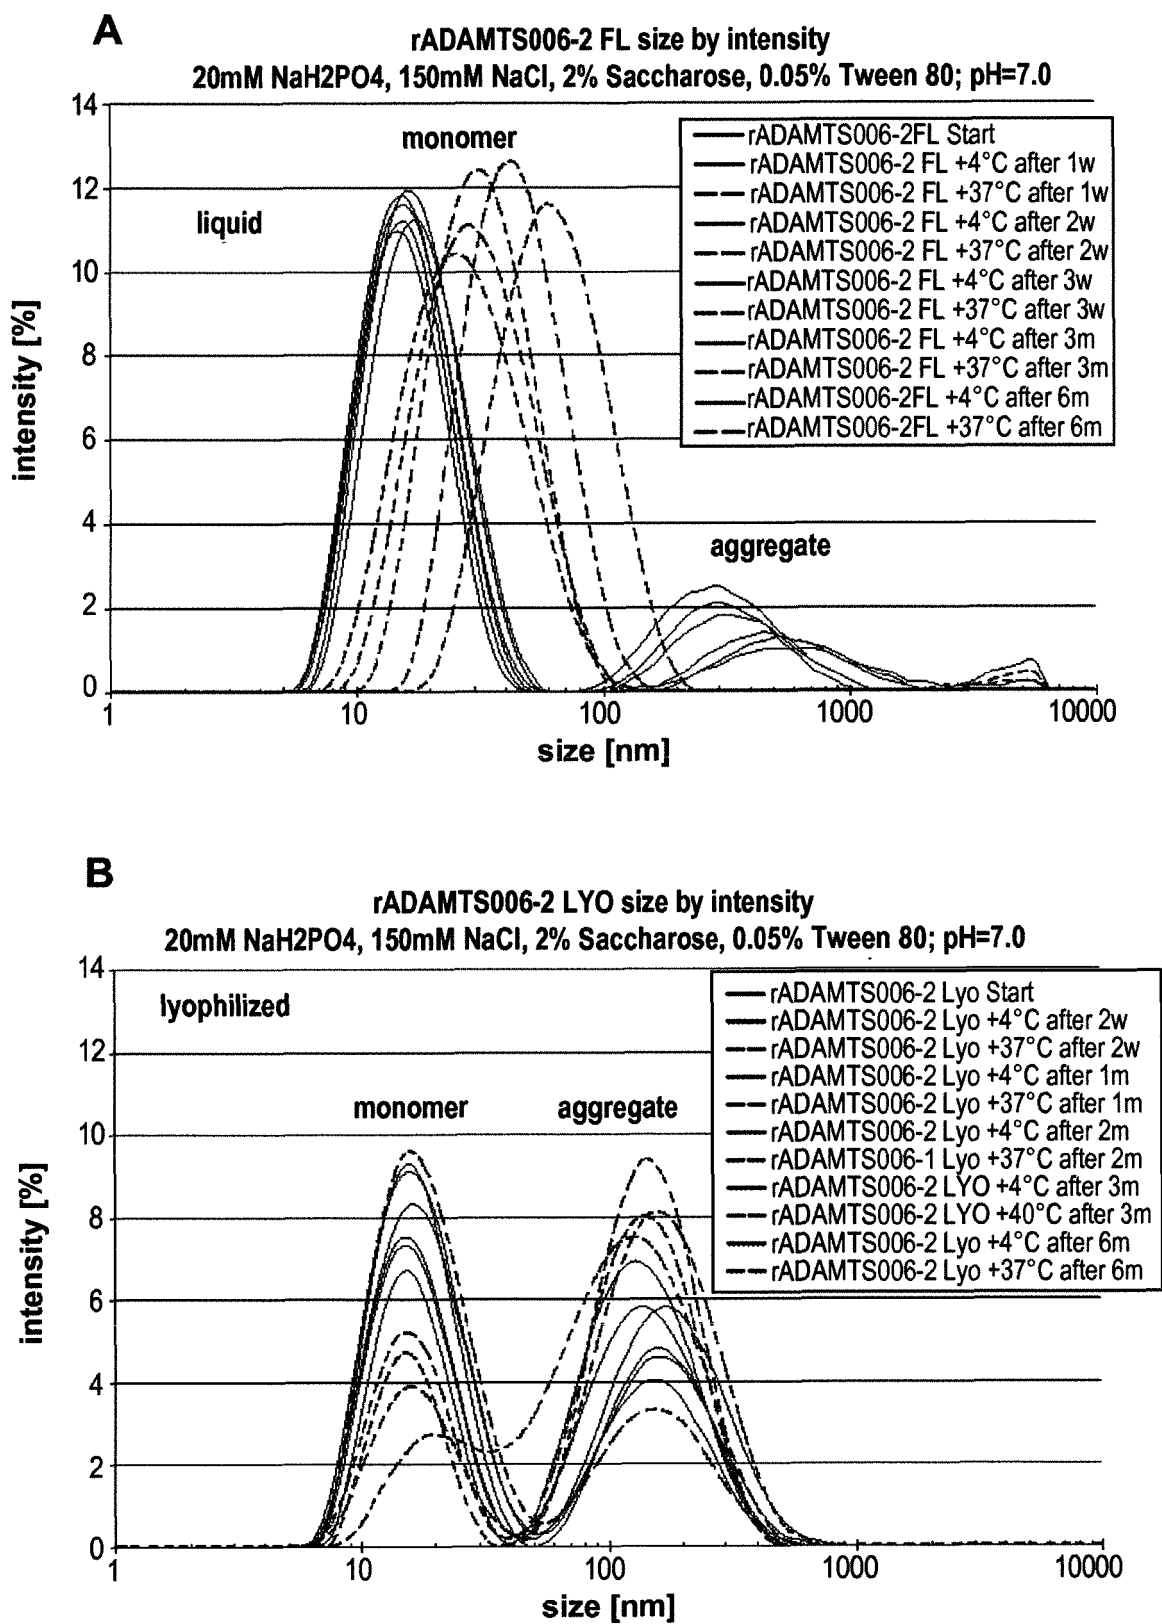 A
rADAMTS006-2 FL size by intensity
20mM NaH2PO4, 150mM NaCl, 2% Saccharose, 0.05% Tween 80; pH=7.0
14
monomer
rADAMTS006-2FL Start
rADAMTS006-2 FL +4°C after 1w
12
rADAMTS006-2 FL +37°C after 1w
liquid
rADAMTS006-2 FL +4°C after 2w
rADAMTS006-2 FL +37°C after 2w
10
rADAMTS006-2 FL +4°C after 3w
rADAMTS006-2 FL +37°C after 3w
rADAMTS006-2 FL +4°C after 3m
8
rADAMTS006-2 FL +37°C after 3m
rADAMTS006-2FL +4°C after 6m
rADAMTS006-2FL +37°C after 6m
6
intensity [%]
4
aggregate
2
0
1 10 100 1000 10000
size [nm]
B
rADAMTS006-2 LYO size by intensity
20mM NaH2PO4, 150mM NaCl, 2% Saccharose, 0.05% Tween 80; pH=7.0
14
lyophilized
rADAMTS006-2 Lyo Start
rADAMTS006-2 Lyo +4°C after 2w
12
rADAMTS006-2 Lyo +37°C after 2w
rADAMTS006-2 Lyo +4°C after 1m
monomer aggregate
rADAMTS006-2 Lyo +37°C after 1m
10
rADAMTS006-2 Lyo +4°C after 2m
rADAMTS006-1 Lyo +37°C after 2m
rADAMTS006-2 LYO +4°C after 3m
8
rADAMTS006-2 LYO +40°C after 3m
rADAMTS006-2 Lyo +4°C after 6m
rADAMTS006-2 Lyo +37°C after 6m
6
intensity [%]
4
2
0
1 10 100 1000 10000
size [nm]